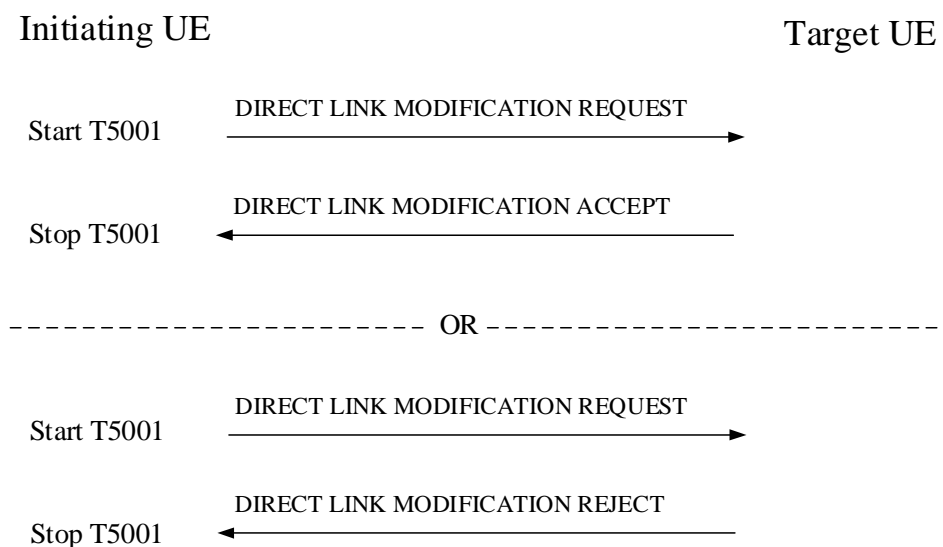 Initiating UE
Target UE
DIRECT LINK MODIFICATION REQUEST
Start T5001
DIRECT LINK MODIFICATION ACCEPT
Stop T5001
OR
DIRECT LINK MODIFICATION REQUEST
Start T5001
DIRECT LINK MODIFICATION REJECT
Stop T5001